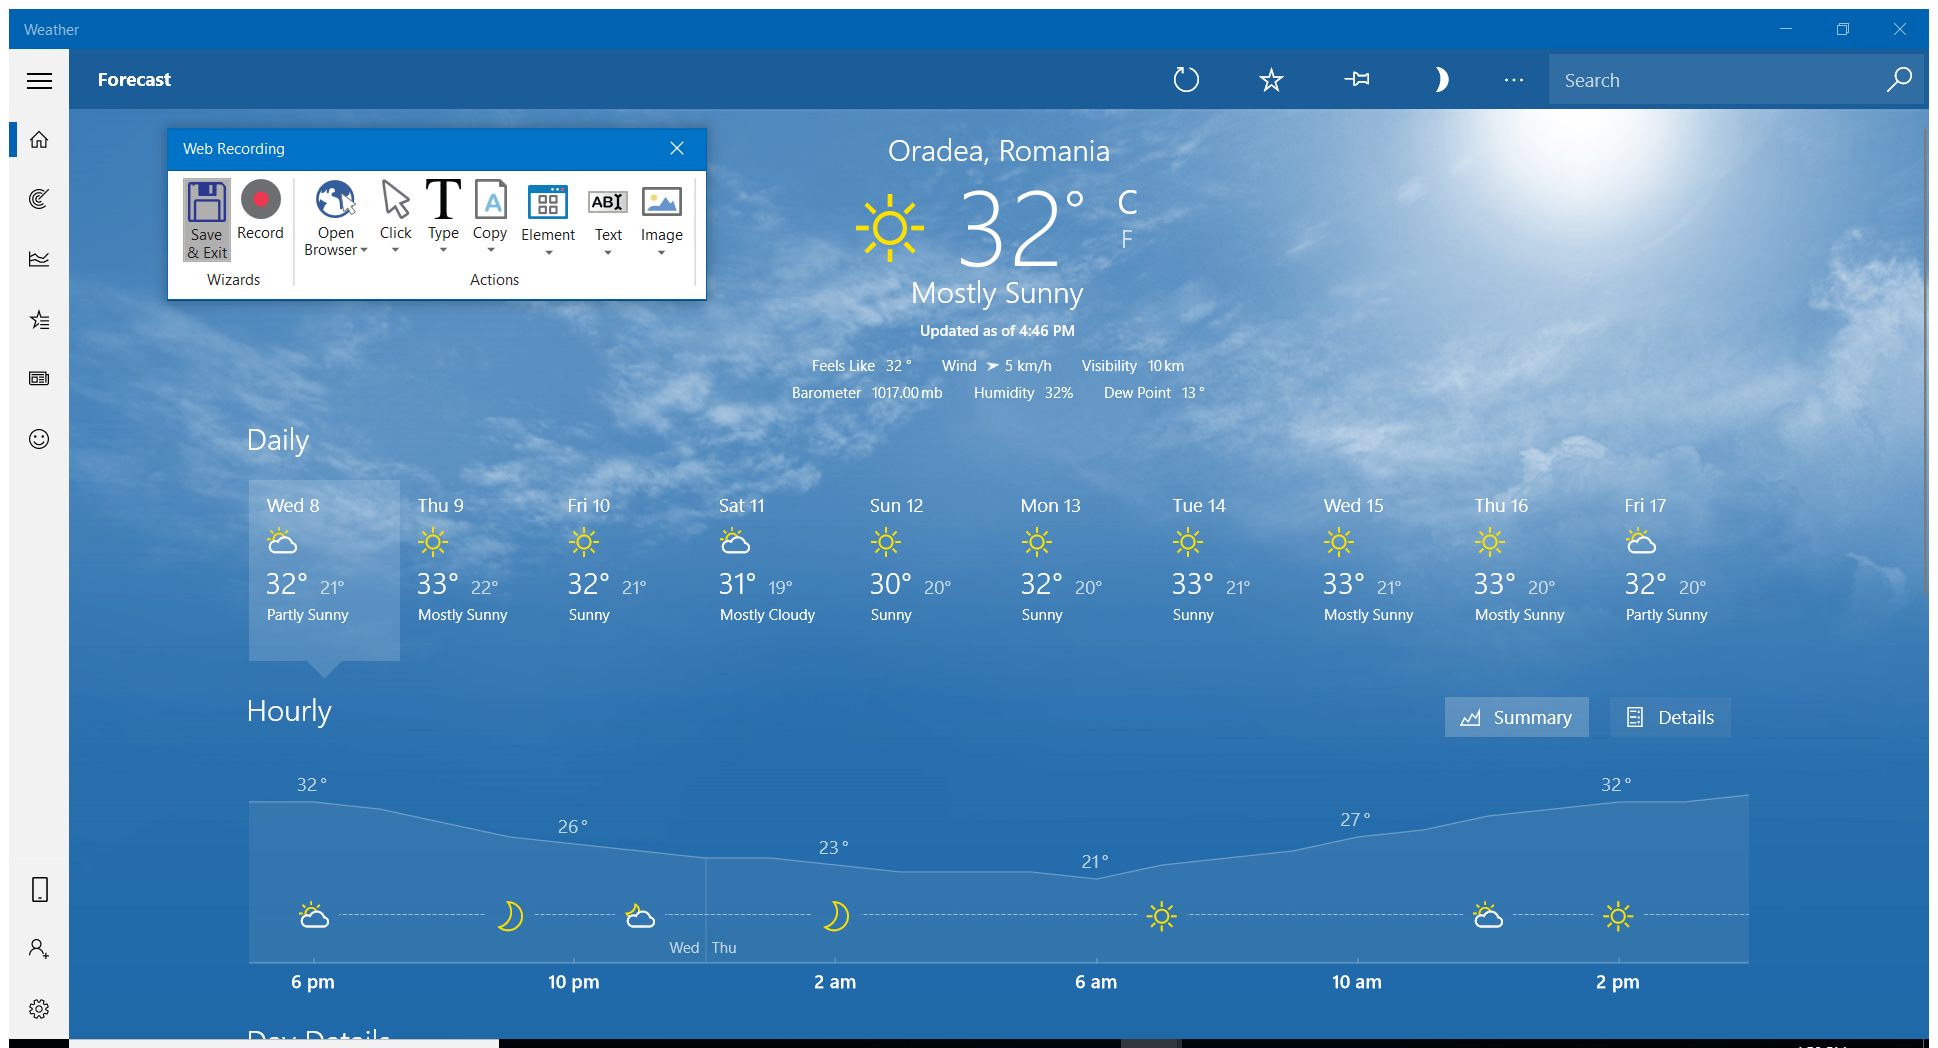 Weather
Forecast
Search
Web Recording
Save & Exit
Record
Open Browser
Click
Type
Copy
Element
ABI
Text
Image
Wizards
Actions
Oradea, Romania
32° C
F
Mostly Sunny
Updated as of 4:46 PM
Feels Like 32 ° Wind 5 km/h Visibility 10 km
Barometer 1017.00 mb Humidity 32% Dew Point 13 °
Daily
Wed 8 Thu 9 Fri 10 Sat 11 Sun 12 Mon 13 Tue 14 Wed 15 Thu 16 Fri 17
32° 21° 33° 22° 32° 21° 31° 19° 30° 20° 32° 20° 33° 21° 33° 21° 33° 20° 32° 20°
Partly Sunny Mostly Sunny Sunny Mostly Cloudy Sunny Sunny Sunny Mostly Sunny Mostly Sunny Partly Sunny
Hourly
Summary Details
32 ° 26 ° 23 ° 21 ° 27 ° 32 °
Wed Thu
6 pm 10 pm 2 am 6 am 10 am 2 pm
Day Details